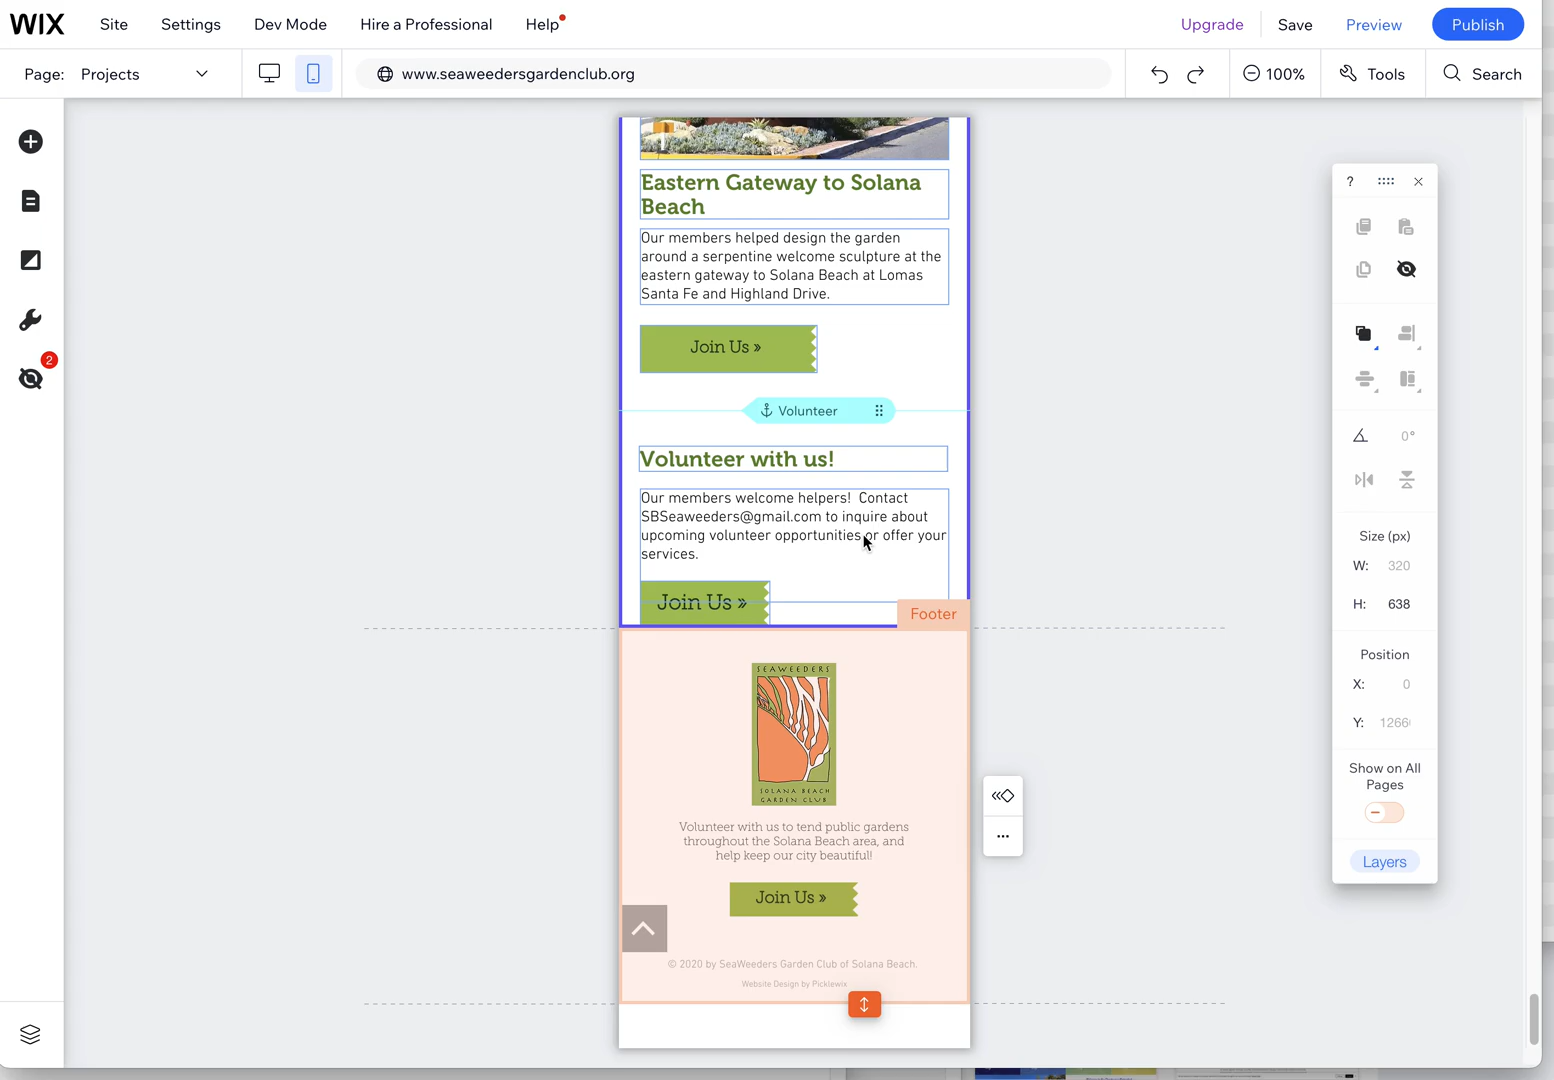 WIX Site Settings Dev Mode Hire a Professional Help Upgrade Save Preview Publish
Page: Projects www.seaweedersgardenclub.org 100% Tools Search
2
Eastern Gateway to Solana
Beach
Our members helped design the garden
around a serpentine welcome sculpture at the
eastern gateway to Solana Beach at Lomas
Santa Fe and Highland Drive.
Join Us »
Volunteer
Volunteer with us!
Our members welcome helpers! Contact
SBSeaweeders@gmail.com to inquire about
upcoming volunteer opportunities or offer your
services.
Join Us »
Footer
SEAWEEDERS
SOLANA BEACH
GARDEN CLUB
Volunteer with us to tend public gardens
throughout the Solana Beach area, and
help keep our city beautiful!
Join Us »
© 2020 by SeaWeeders Garden Club of Solana Beach.
Website Design by Picklewix
?
0°
Size (px)
W: 320
H: 638
Position
X: 0
Y: 1266
Show on All
Pages
Layers